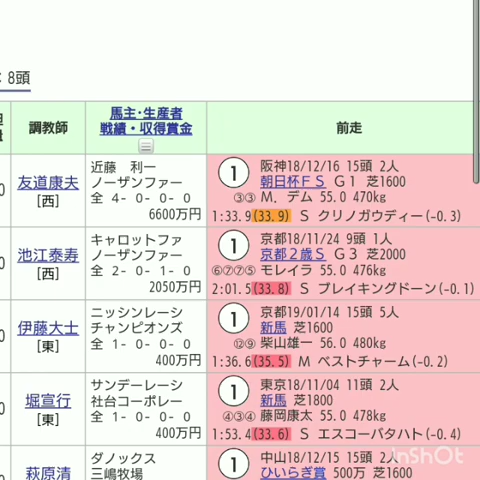 : 8頭
調教師
馬主・生産者
戦績・収得賞金
前走
友道康夫
[西]
近藤 利一
ノーザンファー
全 4- 0- 0- 0
6600万円
1
阪神18/12/16 15頭 2人
朝日杯FS G1 芝1600
③③ M．デム 55.0 470kg
1:33.9(33.9) S クリノガウディー(-0.3)
池江泰寿
[西]
キャロットファ
ノーザンファー
全 2- 0- 1- 0
2050万円
1
京都18/11/24 9頭 1人
京都2歳S G3 芝2000
⑥⑦⑦⑤ モレイラ 55.0 476kg
2:01.5(33.8) S ブレイキングドーン(-0.1)
伊藤大士
[東]
ニッシンレーシ
チャンピオンズ
全 1- 0- 0- 0
400万円
1
京都19/01/14 15頭 5人
新馬 芝1600
⑫⑨ 柴山雄一 56.0 480kg
1:36.6(35.5) M ベストチャーム(-0.2)
堀宣行
[東]
サンデーレーシ
社台コーポレー
全 1- 0- 0- 0
400万円
1
東京18/11/04 11頭 2人
新馬 芝1800
④③④ 藤岡康太 55.0 478kg
1:53.4(33.6) S エスコーバタハト(-0.4)
萩原清
ダノックス
三嶋牧場
1
中山18/12/15 15頭 2人
ひいらぎ賞 500万 芝1600
InShOt